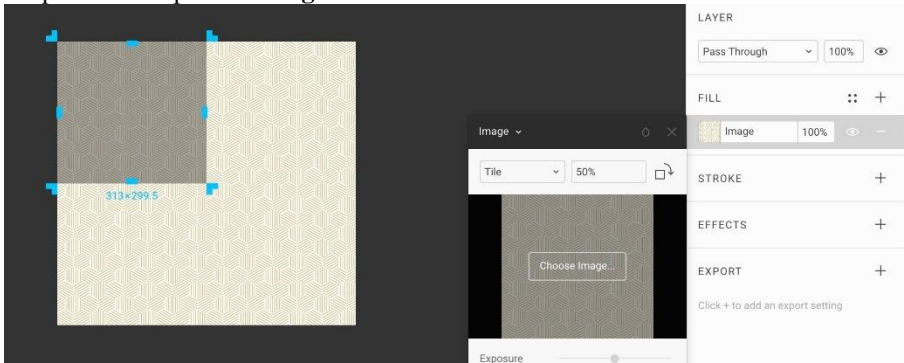 LAYER
Pass Through 100%
FILL
Image 100%
STROKE
EFFECTS
EXPORT
Click + to add an export setting
Image
Tile 50%
Choose Image...
Exposure
313×299.5